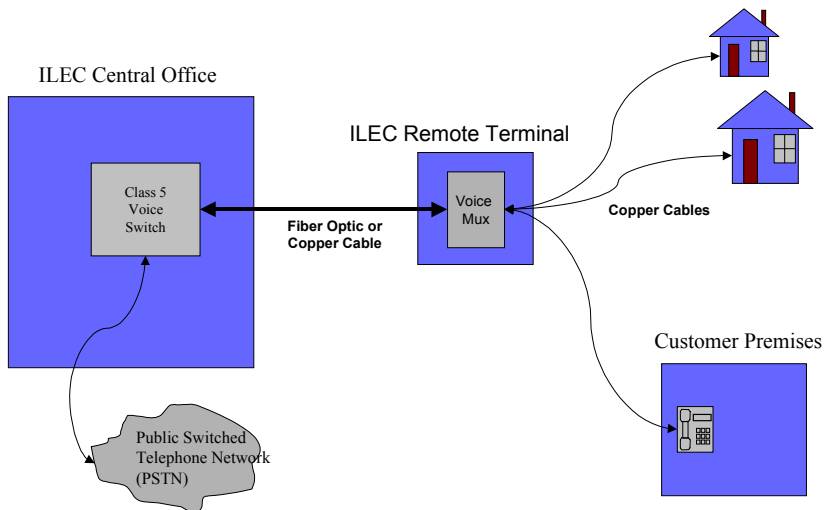 ILEC Central Office
ILEC Remote Terminal
Class 5
Voice
Switch
Voice
Mux
Fiber Optic or
Copper Cable
Copper Cables
Customer Premises
Public Switched
Telephone Network
(PSTN)